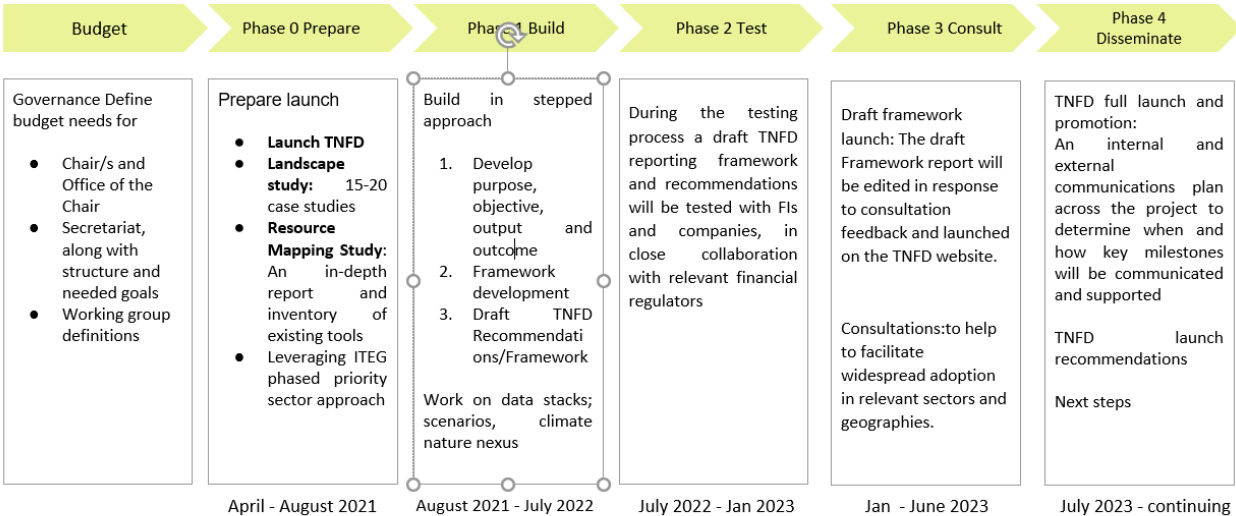 Budget
Phase 0 Prepare
Phase 1 Build
Phase 2 Test
Phase 3 Consult
Phase 4
Disseminate
Governance Define
budget needs for
● Chair/s and
Office of the
Chair
● Secretariat,
along with
structure and
needed goals
● Working group
definitions
Prepare launch
● Launch TNFD
● Landscape
study: 15-20
case studies
● Resource
Mapping Study:
An in-depth
report and
inventory of
existing tools
● Leveraging ITEG
phased priority
sector approach
April - August 2021
Build in stepped
approach
1. Develop
purpose,
objective,
output and
outcome
2. Framework
development
3. Draft TNFD
Recommendati
ons/Framework
Work on data stacks;
scenarios, climate
nature nexus
August 2021 - July 2022
During the testing
process a draft TNFD
reporting framework
and recommendations
will be tested with FIs
and companies, in
close collaboration
with relevant financial
regulators
July 2022 - Jan 2023
Draft framework
launch: The draft
Framework report will
be edited in response
to consultation
feedback and launched
on the TNFD website.
Consultations:to help
to facilitate
widespread adoption
in relevant sectors and
geographies.
Jan - June 2023
TNFD full launch and
promotion:
An internal and
external
communications plan
across the project to
determine when and
how key milestones
will be communicated
and supported
TNFD launch
recommendations
Next steps
July 2023 - continuing